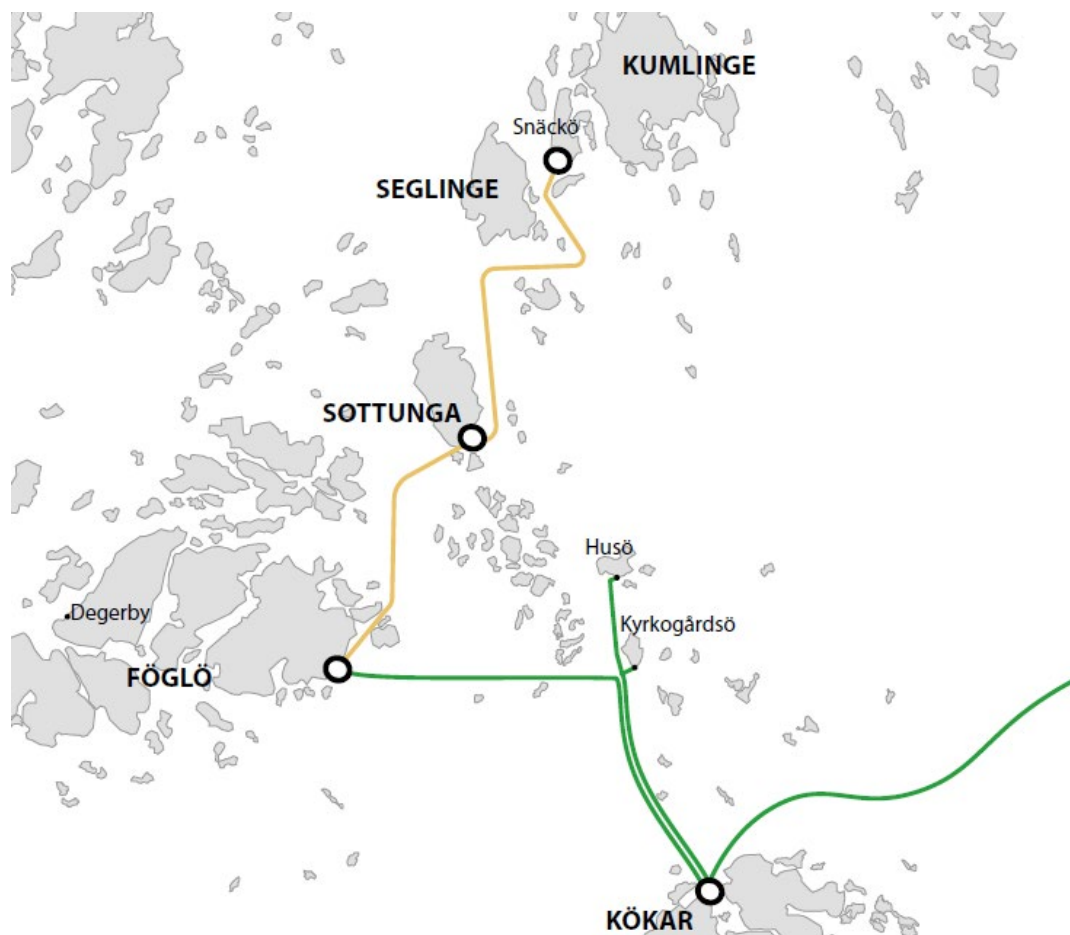 KUMLINGE
Snäckö
SEGLINGE
SOTTUNGA
Husö
Degerby
Kyrkogårdsö
FÖGLÖ
KÖKAR